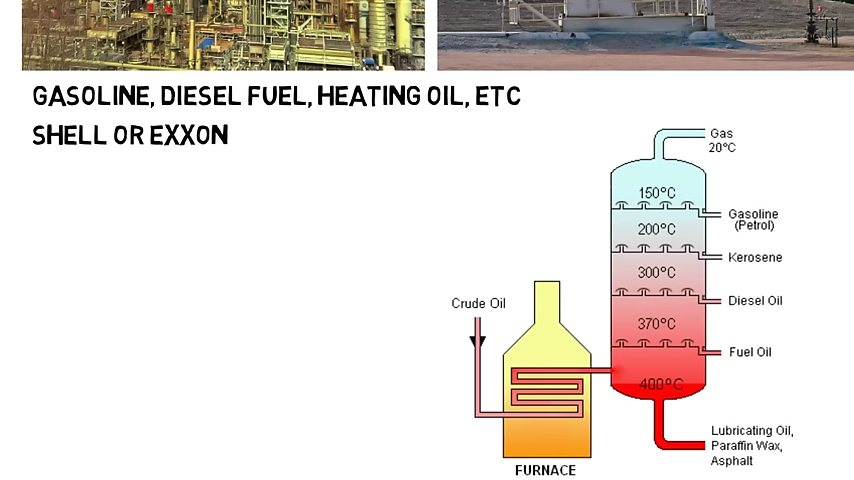 GASOLINE, DIESEL FUEL, HEATING OIL, ETC
SHELL OR EXXON
Gas
20°C
150°C
Gasoline
(Petrol)
200°C
Kerosene
300°C
Diesel Oil
Crude Oil
370°C
Fuel Oil
400°C
Lubricating Oil,
Paraffin Wax,
Asphalt
FURNACE